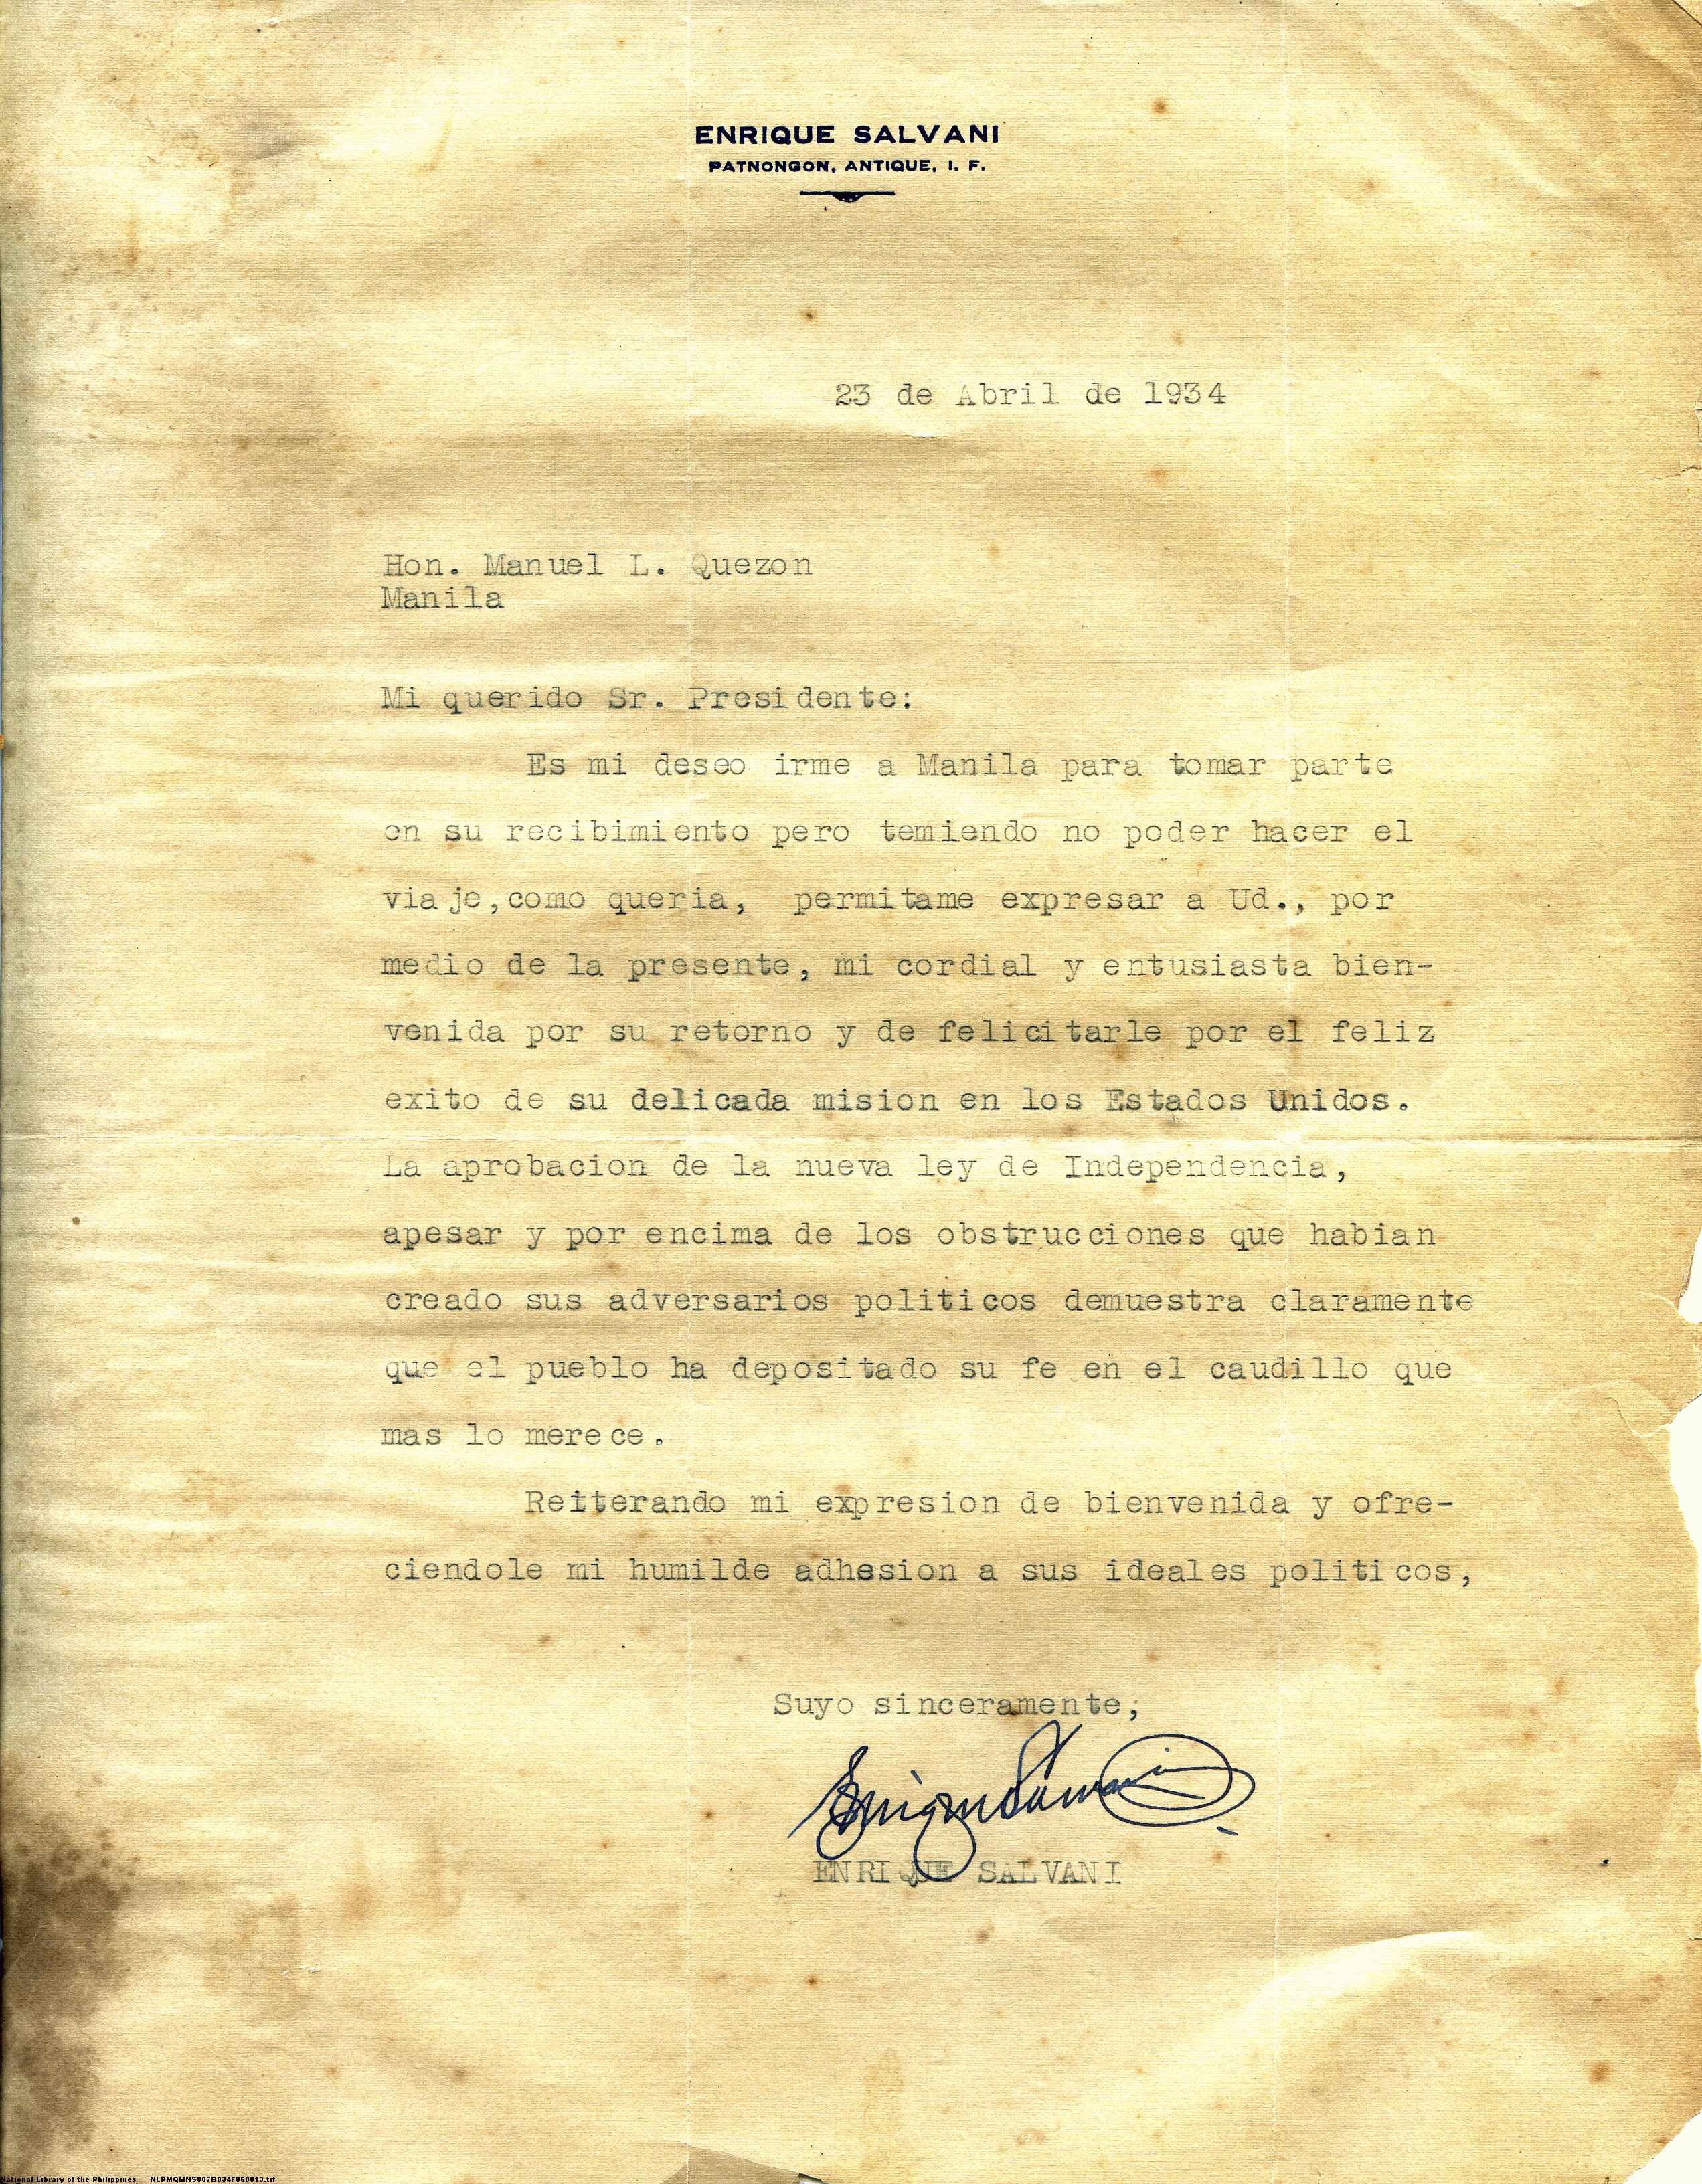 ENRIQUE SALVANI
PATNONGON, ANTIQUE, I. F.
23 de Abril de 1934
Hon. Manuel L. Quezon
Manila
Mi querido Sr. Presidente:
Es mi deseo irme a Manila para tomar parte
en su recibimiento pero temiendo no poder hacer el
viaje,como queria, permitame expresar a Ud., por
medio de la presente, mi cordial y entusiasta bien-
venida por su retorno y de felicitarle por el feliz
exito de su delicada mision en los Estados Unidos.
La aprobacion de la nueva ley de Independencia,
apesar y por encima de los obstrucciones que habian
creado sus adversarios politicos demuestra claramente
que el pueblo ha depositado su fe en el caudillo que
mas lo merece.
Reiterando mi expresion de bienvenida y ofre-
ciendole mi humilde adhesion a sus ideales politicos,
Suyo sinceramente,
Enrique Salvani
ENRIQUE SALVANI
National Library of the Philippines NLPMQMNS007B034F060013.tif